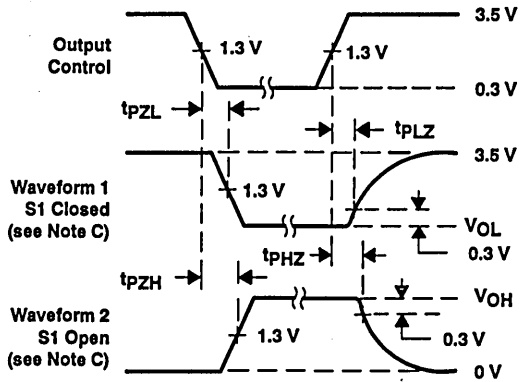 3.5 V
Output
Control
1.3 V
1.3 V
0.3 V
tPZL
tPLZ
3.5 V
Waveform 1
S1 Closed
(see Note C)
1.3 V
VOL
0.3 V
tPHZ
tPZH
VOH
Waveform 2
S1 Open
(see Note C)
1.3 V
0.3 V
0 V